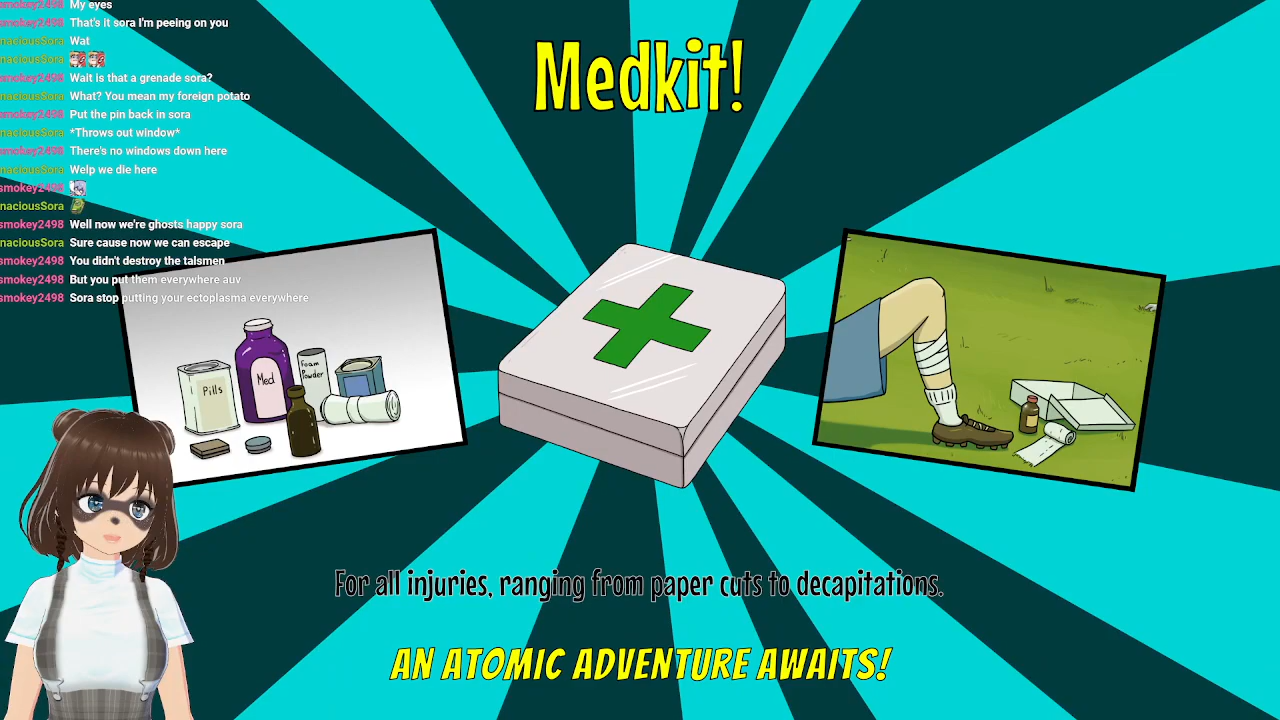 smokey2498 My eyes
smokey2498 That's it sora I'm peeing on you
naciousSora Wat
naciousSora
smokey2498 Wait is that a grenade sora?
naciousSora What? You mean my foreign potato
smokey2498 Put the pin back in sora
naciousSora *Throws out window*
smokey2498 There's no windows down here
naciousSora Welp we die here
smokey2498
naciousSora
smokey2498 Well now we're ghosts happy sora
naciousSora Sure cause now we can escape
smokey2498 You didn't destroy the talsmen
smokey2498 But you put them everywhere auv
smokey2498 Sora stop putting your ectoplasma everywhere
Medkit!
Pills
Med
Foam
Powder
For all injuries, ranging from paper cuts to decapitations.
AN ATOMIC ADVENTURE AWAITS!